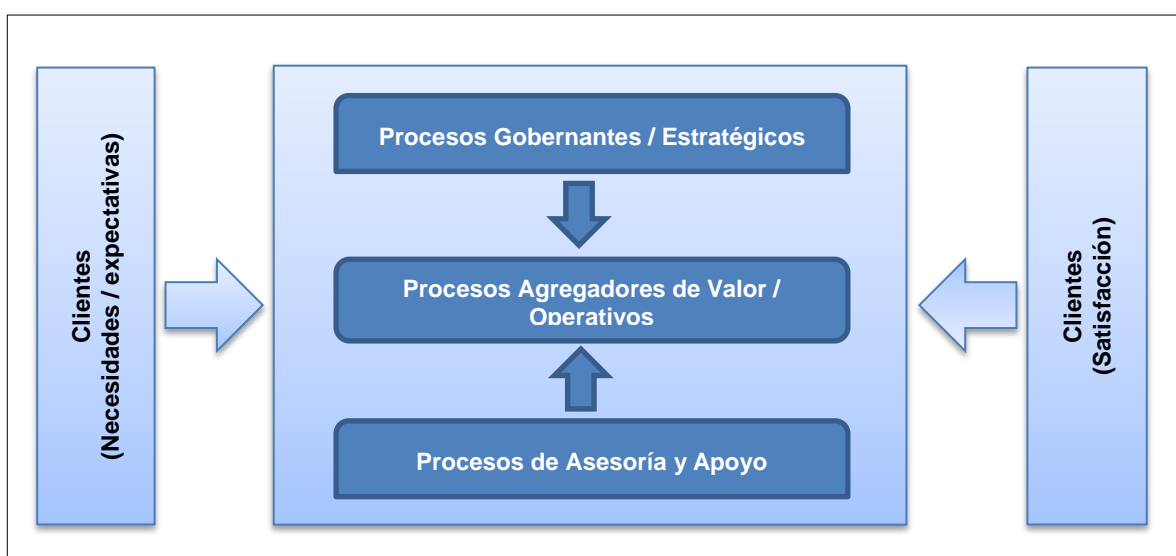 Clientes
(Necesidades / expectativas)
Procesos Gobernantes / Estratégicos
Procesos Agregadores de Valor /
Operativos
Procesos de Asesoría y Apoyo
Clientes
(Satisfacción)